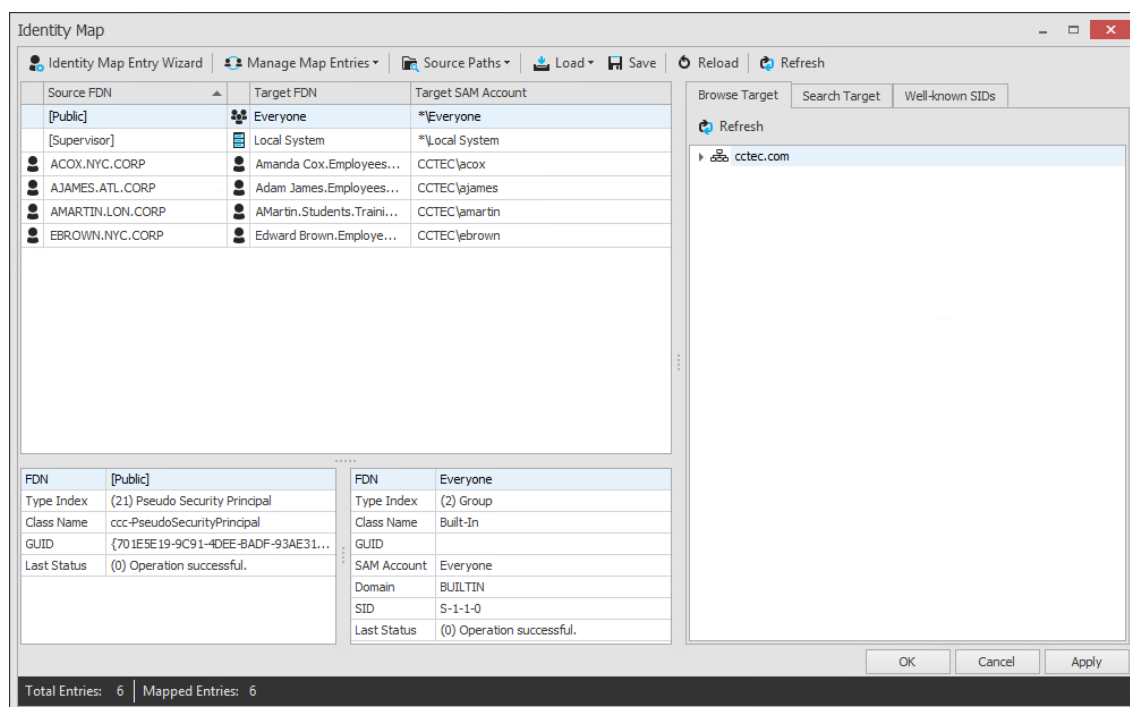 Identity Map
Identity Map Entry Wizard Manage Map Entries Source Paths Load Save Reload Refresh
Source FDN Target FDN Target SAM Account
[Public] Everyone *\Everyone
[Supervisor] Local System *\Local System
ACOX.NYC.CORP Amanda Cox.Employees... CCTEC\acox
AJAMES.ATL.CORP Adam James.Employees... CCTEC\ajames
AMARTIN.LON.CORP AMartin.Students.Traini... CCTEC\amartin
EBROWN.NYC.CORP Edward Brown.Employe... CCTEC\ebrown
Browse Target Search Target Well-known SIDs
Refresh
cctec.com
FDN [Public]
Type Index (21) Pseudo Security Principal
Class Name ccc-PseudoSecurityPrincipal
GUID {701E5E19-9C91-4DEE-BADF-93AE31...
Last Status (0) Operation successful.
FDN Everyone
Type Index (2) Group
Class Name Built-In
GUID
SAM Account Everyone
Domain BUILTIN
SID S-1-1-0
Last Status (0) Operation successful.
OK Cancel Apply
Total Entries: 6 Mapped Entries: 6